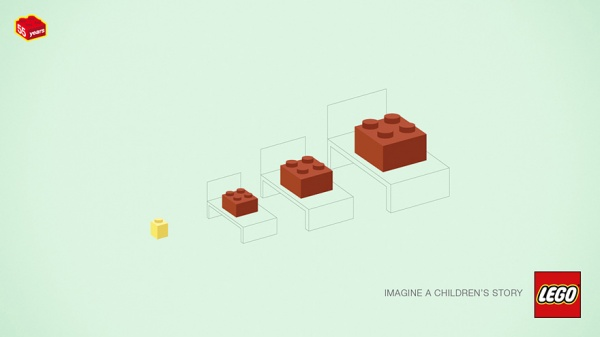 55 years
IMAGINE A CHILDREN'S STORY
LEGO